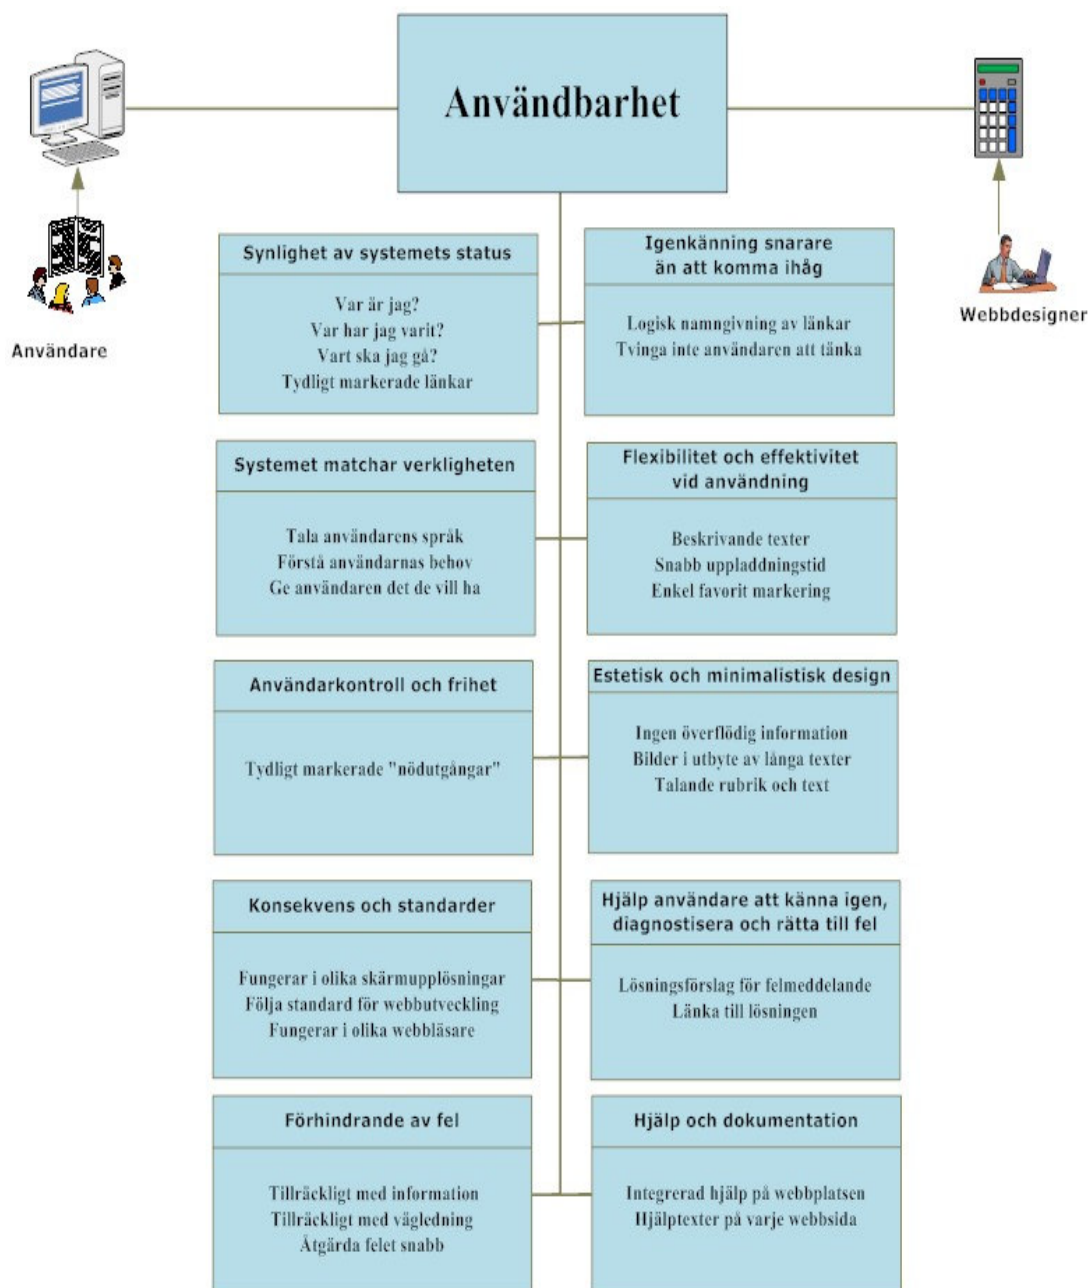 Användbarhet
Användare
Webbdesigner
Synlighet av systemets status
Var är jag?
Var har jag varit?
Vart ska jag gå?
Tydligt markerade länkar
Igenkänning snarare
än att komma ihåg
Logisk namngivning av länkar
Tvinga inte användaren att tänka
Systemet matchar verkligheten
Tala användarens språk
Förstå användarnas behov
Ge användaren det de vill ha
Flexibilitet och effektivitet
vid användning
Beskrivande texter
Snabb uppladdningstid
Enkel favorit markering
Användarkontroll och frihet
Tydligt markerade "nödutgångar"
Estetisk och minimalistisk design
Ingen överflödig information
Bilder i utbyte av långa texter
Talande rubrik och text
Konsekvens och standarder
Fungerar i olika skärmupplösningar
Följa standard för webbutveckling
Fungerar i olika webbläsare
Hjälp användare att känna igen,
diagnostisera och rätta till fel
Lösningsförslag för felmeddelande
Länka till lösningen
Förhindrande av fel
Tillräckligt med information
Tillräckligt med vägledning
Åtgärda felet snabb
Hjälp och dokumentation
Integrerad hjälp på webbplatsen
Hjälptexter på varje webbsida